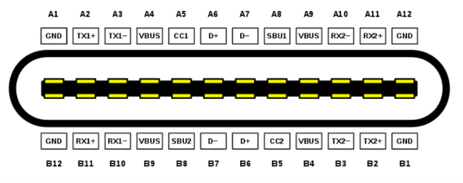 A1 A2 A3 A4 A5 A6 A7 A8 A9 A10 A11 A12
GND TX1+ TX1− VBUS CC1 D+ D− SBU1 VBUS RX2− RX2+ GND
GND RX1+ RX1− VBUS SBU2 D− D+ CC2 VBUS TX2− TX2+ GND
B12 B11 B10 B9 B8 B7 B6 B5 B4 B3 B2 B1